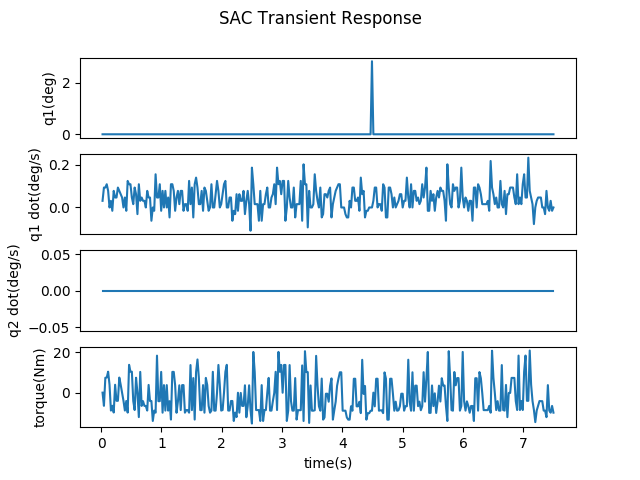 SAC Transient Response
q1(deg)
2
0
q1 dot(deg/s)
0.2
0.0
q2 dot(deg/s)
0.05
0.00
−0.05
torque(Nm)
20
0
0 1 2 3 4 5 6 7
time(s)